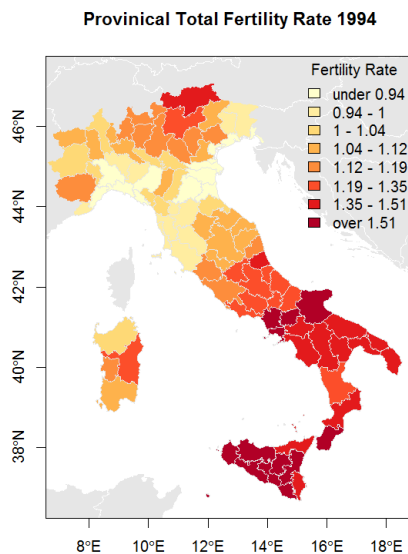 Provinical Total Fertility Rate 1994
Fertility Rate
under 0.94
0.94 - 1
1 - 1.04
1.04 - 1.12
1.12 - 1.19
1.19 - 1.35
1.35 - 1.51
over 1.51
46°N
44°N
42°N
40°N
38°N
8°E 10°E 12°E 14°E 16°E 18°E